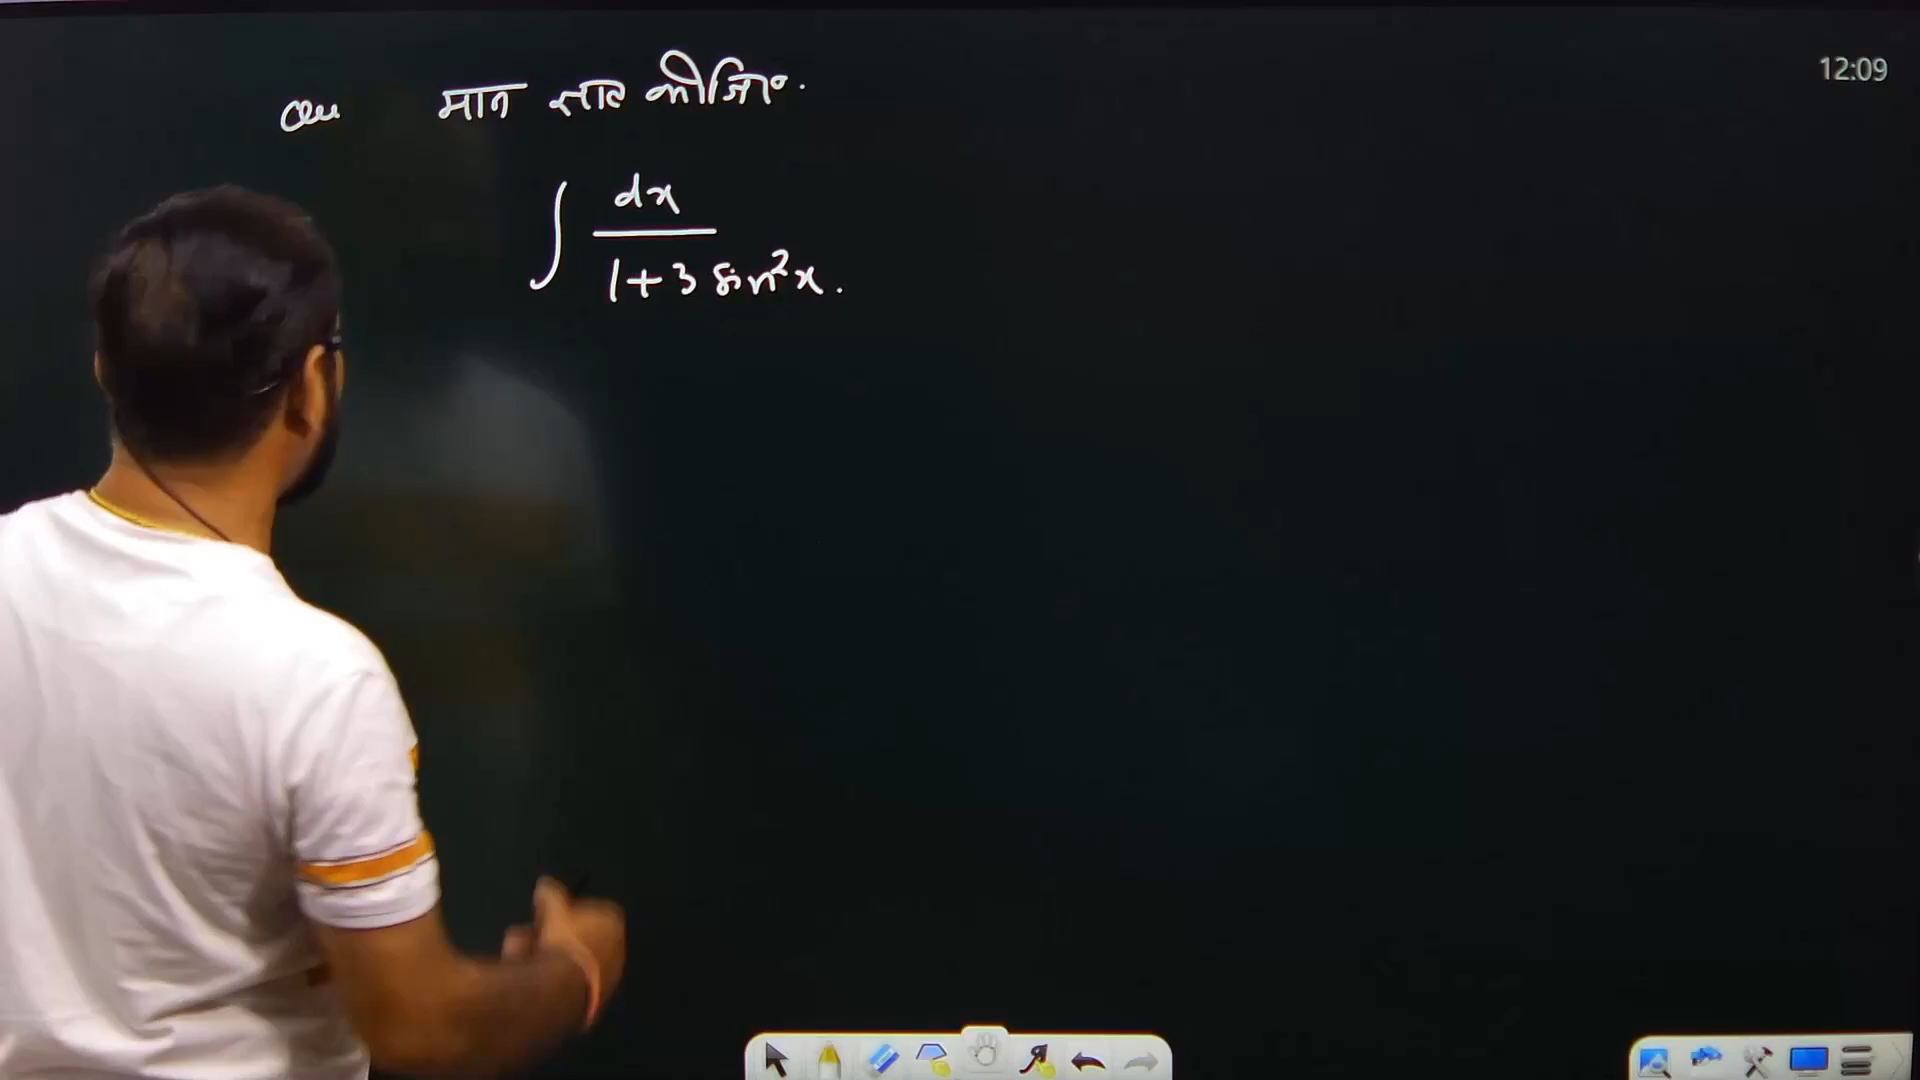 Que मान ज्ञात कीजिए.
12:09
∫ dx / 1+3 sin²x.